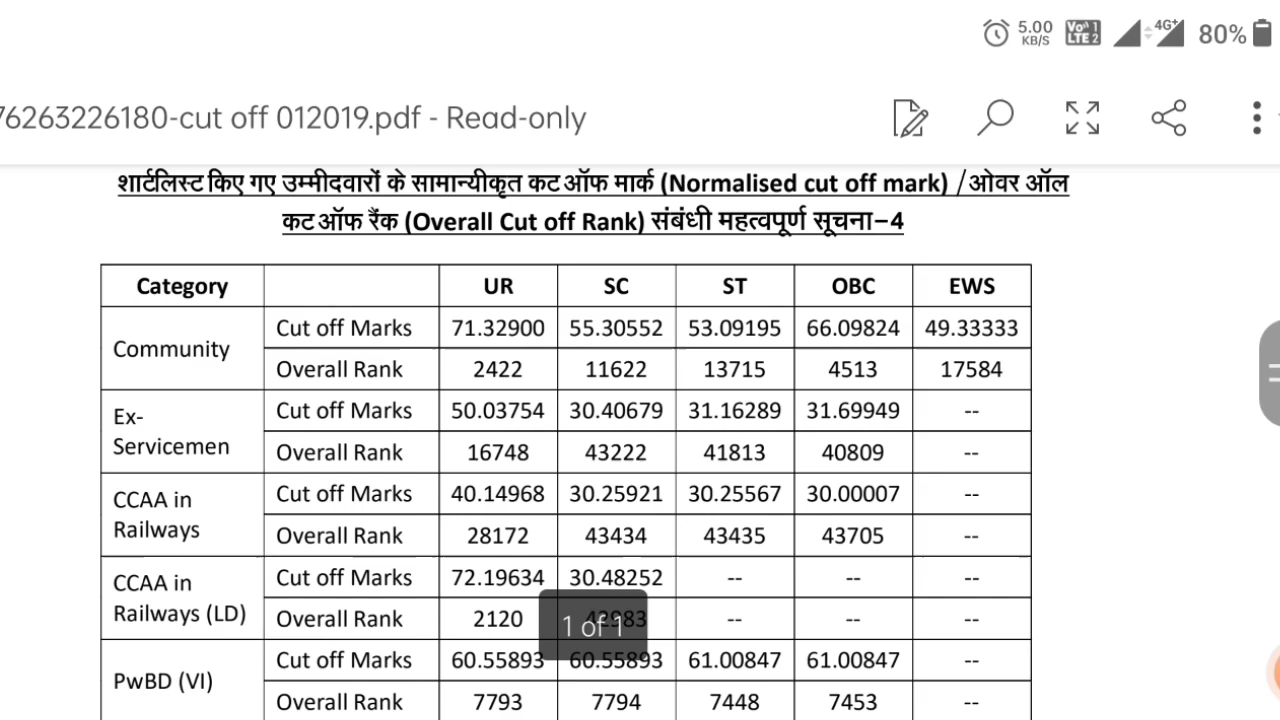 5.00 KB/S Vo 1 LTE 2 4G+ 80%
76263226180-cut off 012019.pdf - Read-only
शार्टलिस्ट किए गए उम्मीदवारों के सामान्यीकृत कट ऑफ मार्क (Normalised cut off mark) /ओवर ऑल
कट ऑफ रैंक (Overall Cut off Rank) संबंधी महत्वपूर्ण सूचना-4
Category UR SC ST OBC EWS
Community Cut off Marks 71.32900 55.30552 53.09195 66.09824 49.33333
Overall Rank 2422 11622 13715 4513 17584
Ex-Servicemen Cut off Marks 50.03754 30.40679 31.16289 31.69949 --
Overall Rank 16748 43222 41813 40809 --
CCAA in Railways Cut off Marks 40.14968 30.25921 30.25567 30.00007 --
Overall Rank 28172 43434 43435 43705 --
CCAA in Railways (LD) Cut off Marks 72.19634 30.48252 -- -- --
Overall Rank 2120 42983 -- -- --
1 of 1
PwBD (VI) Cut off Marks 60.55893 60.55893 61.00847 61.00847 --
Overall Rank 7793 7794 7448 7453 --